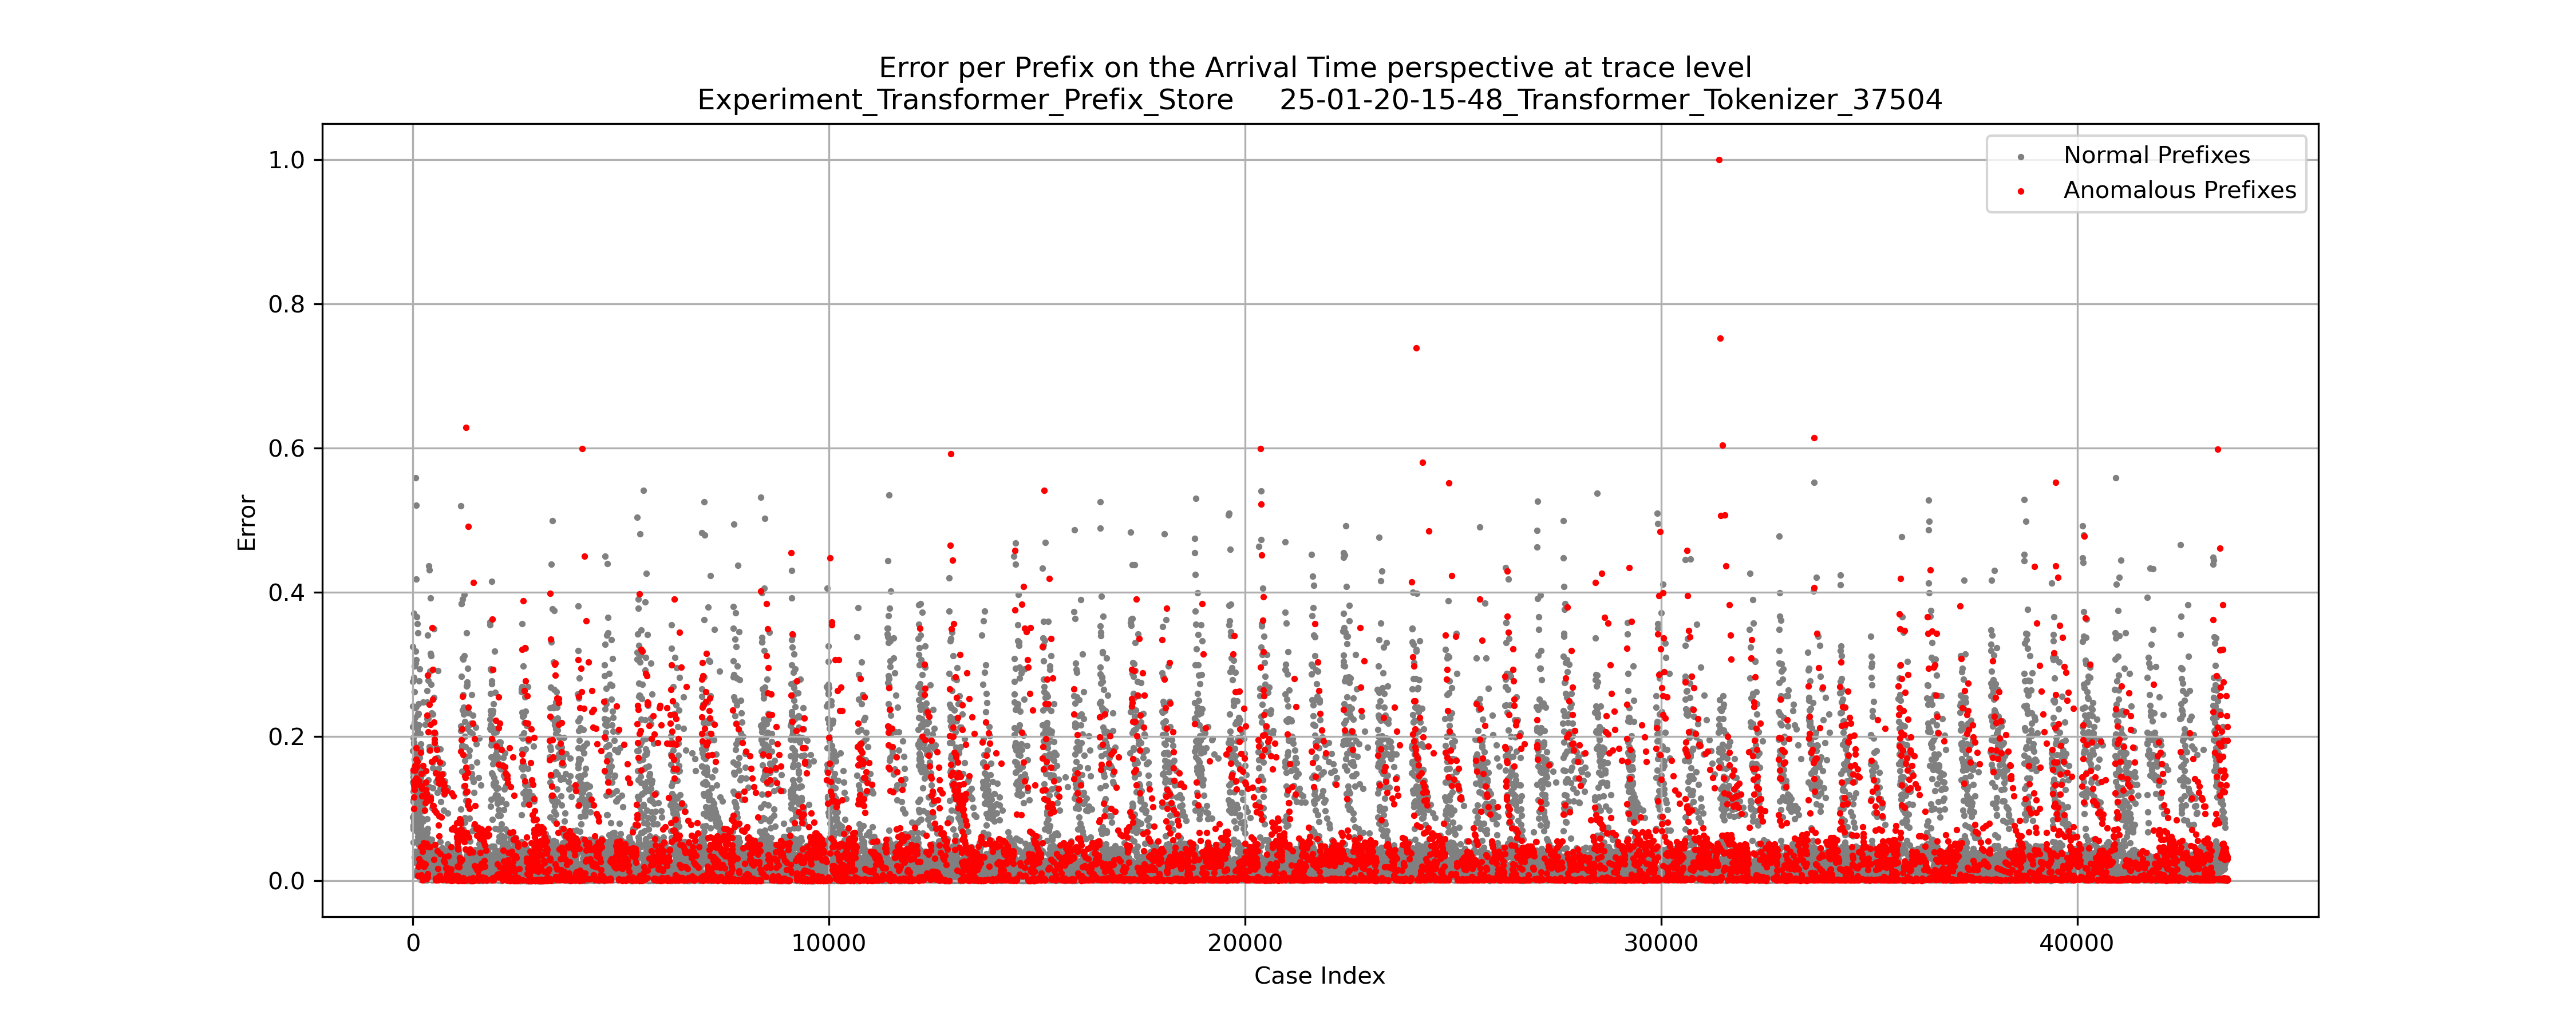 Error per Prefix on the Arrival Time perspective at trace level
Experiment_Transformer_Prefix_Store 25-01-20-15-48_Transformer_Tokenizer_37504
Normal Prefixes
Anomalous Prefixes
1.0
0.8
0.6
0.4
0.2
0.0
Error
0 10000 20000 30000 40000
Case Index